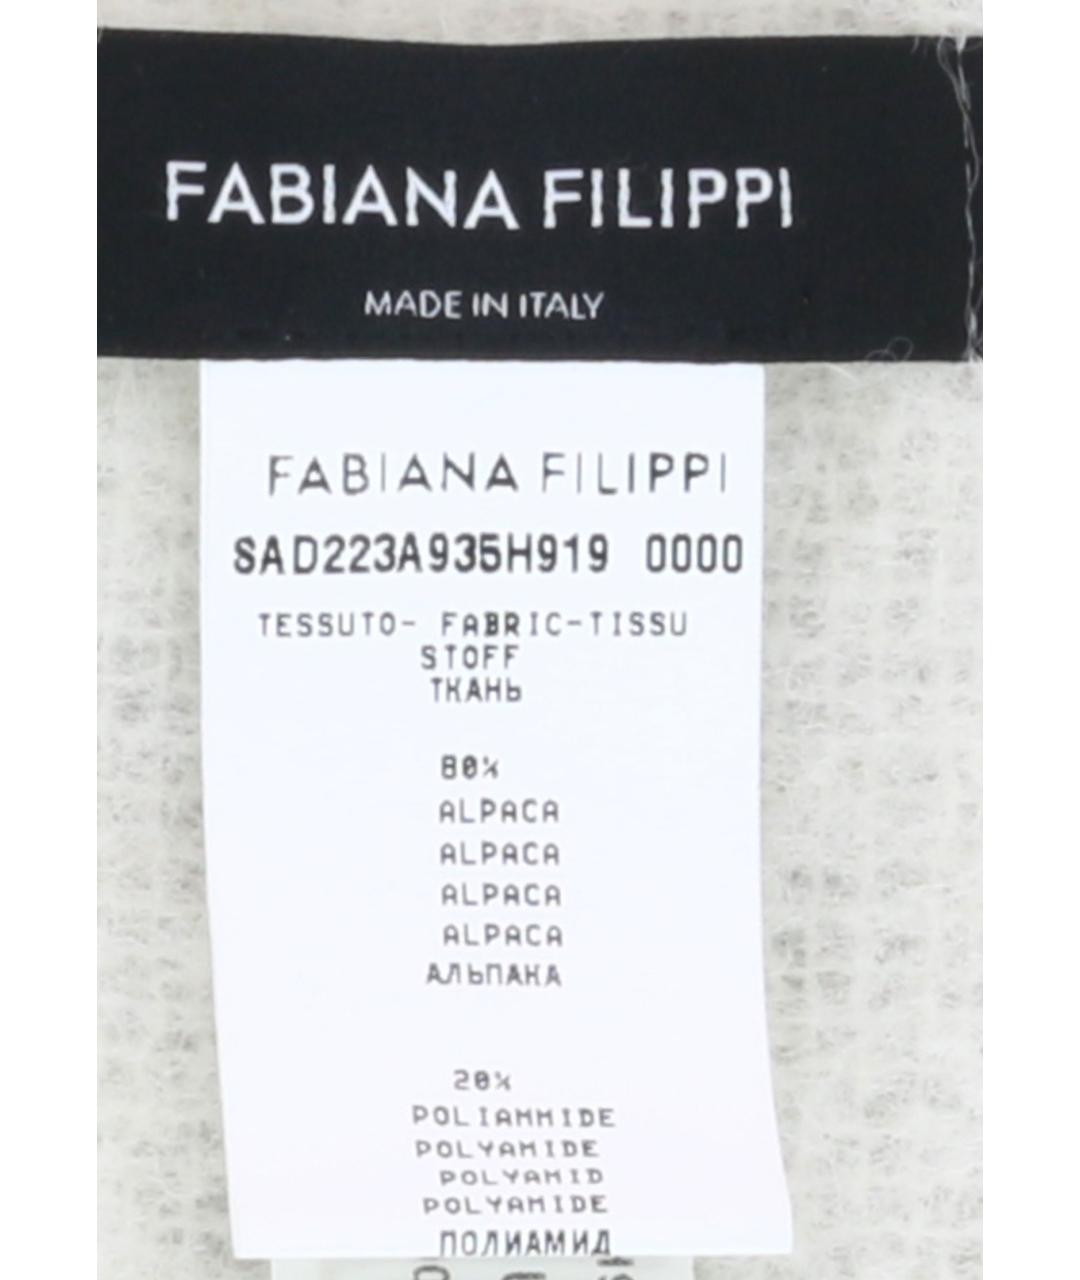 FABIANA FILIPPI
MADE IN ITALY
FABIANA FILIPPI
SAD223A935H919 0000
TESSUTO- FABRIC-TISSU
STOFF
ТКАНЬ
80%
ALPACA
ALPACA
ALPACA
ALPACA
АЛЬПАКА
20%
POLIAMMIDE
POLYAMIDE
POLYAMID
POLYAMIDE
ПОЛИАМИД